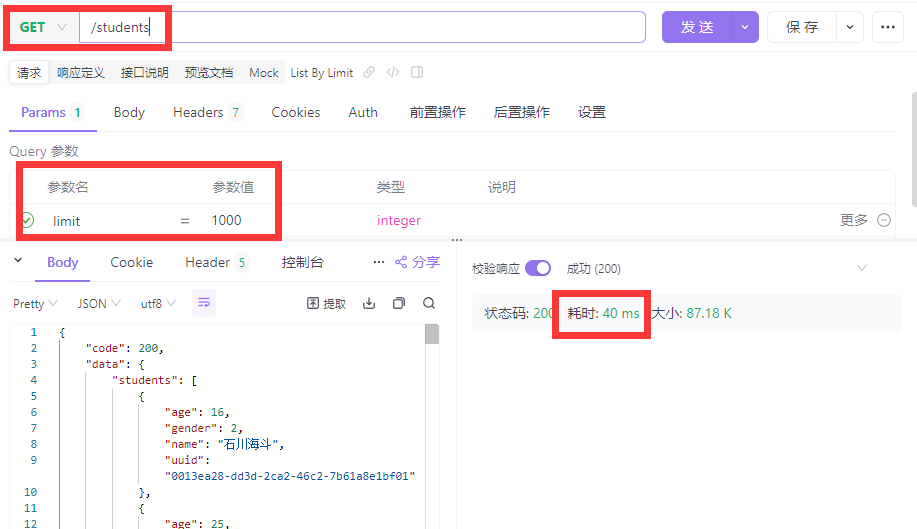 GET /students 发 送 保 存
请求 响应定义 接口说明 预览文档 Mock List By Limit
Params 1 Body Headers 7 Cookies Auth 前置操作 后置操作 设置
Query 参数
参数名 参数值 类型 说明
limit = 1000 integer 更多
Body Cookie Header 5 控制台 ··· 分享
Pretty JSON utf8 提取
1 {
2 "code": 200,
3 "data": {
4 "students": [
5 {
6 "age": 16,
7 "gender": 2,
8 "name": "石川海斗",
9 "uuid":
"0013ea28-dd3d-2ca2-46c2-7b61a8e1bf01"
10 },
11 {
12 "age": 25,
校验响应 成功 (200)
状态码: 200 耗时: 40 ms 大小: 87.18 K